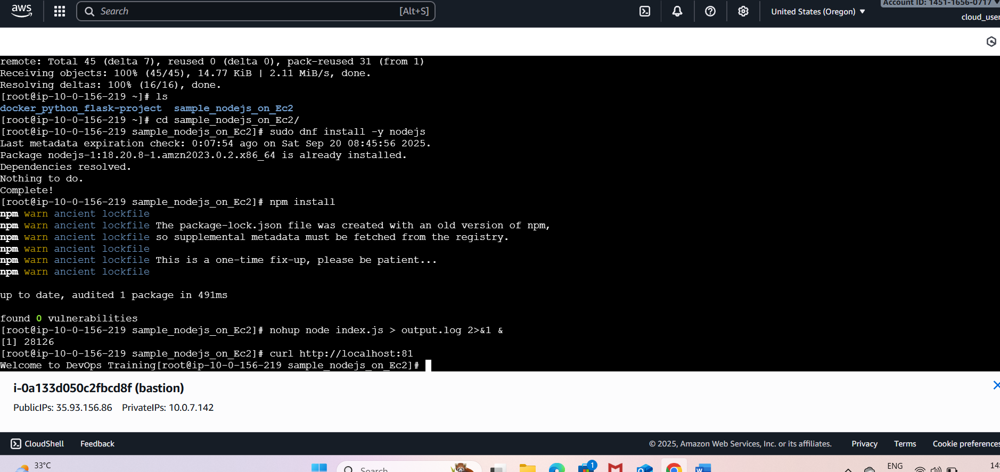 aws
Search
[Alt+S]
United States (Oregon) ▼
Account ID: 1451-1656-0717
cloud_user
remote: Total 45 (delta 7), reused 0 (delta 0), pack-reused 31 (from 1)
Receiving objects: 100% (45/45), 14.77 KiB | 2.11 MiB/s, done.
Resolving deltas: 100% (16/16), done.
[root@ip-10-0-156-219 ~]# ls
docker_python_flask-project  sample_nodejs_on_Ec2
[root@ip-10-0-156-219 ~]# cd sample_nodejs_on_Ec2/
[root@ip-10-0-156-219 sample_nodejs_on_Ec2]# sudo dnf install -y nodejs
Last metadata expiration check: 0:07:54 ago on Sat Sep 20 08:45:56 2025.
Package nodejs-1:18.20.8-1.amzn2023.0.2.x86_64 is already installed.
Dependencies resolved.
Nothing to do.
Complete!
[root@ip-10-0-156-219 sample_nodejs_on_Ec2]# npm install
npm warn ancient lockfile
npm warn ancient lockfile The package-lock.json file was created with an old version of npm,
npm warn ancient lockfile so supplemental metadata must be fetched from the registry.
npm warn ancient lockfile
npm warn ancient lockfile This is a one-time fix-up, please be patient...
npm warn ancient lockfile
up to date, audited 1 package in 491ms
found 0 vulnerabilities
[root@ip-10-0-156-219 sample_nodejs_on_Ec2]# nohup node index.js > output.log 2>&1 &
[1] 28126
[root@ip-10-0-156-219 sample_nodejs_on_Ec2]# curl http://localhost:81
Welcome to DevOps Training[root@ip-10-0-156-219 sample_nodejs_on_Ec2]#
i-0a133d050c2fbcd8f (bastion)
PublicIPs: 35.93.156.86 PrivateIPs: 10.0.7.142
CloudShell Feedback © 2025, Amazon Web Services, Inc. or its affiliates. Privacy Terms Cookie preferences
33°C
Search
1
ENG
14: